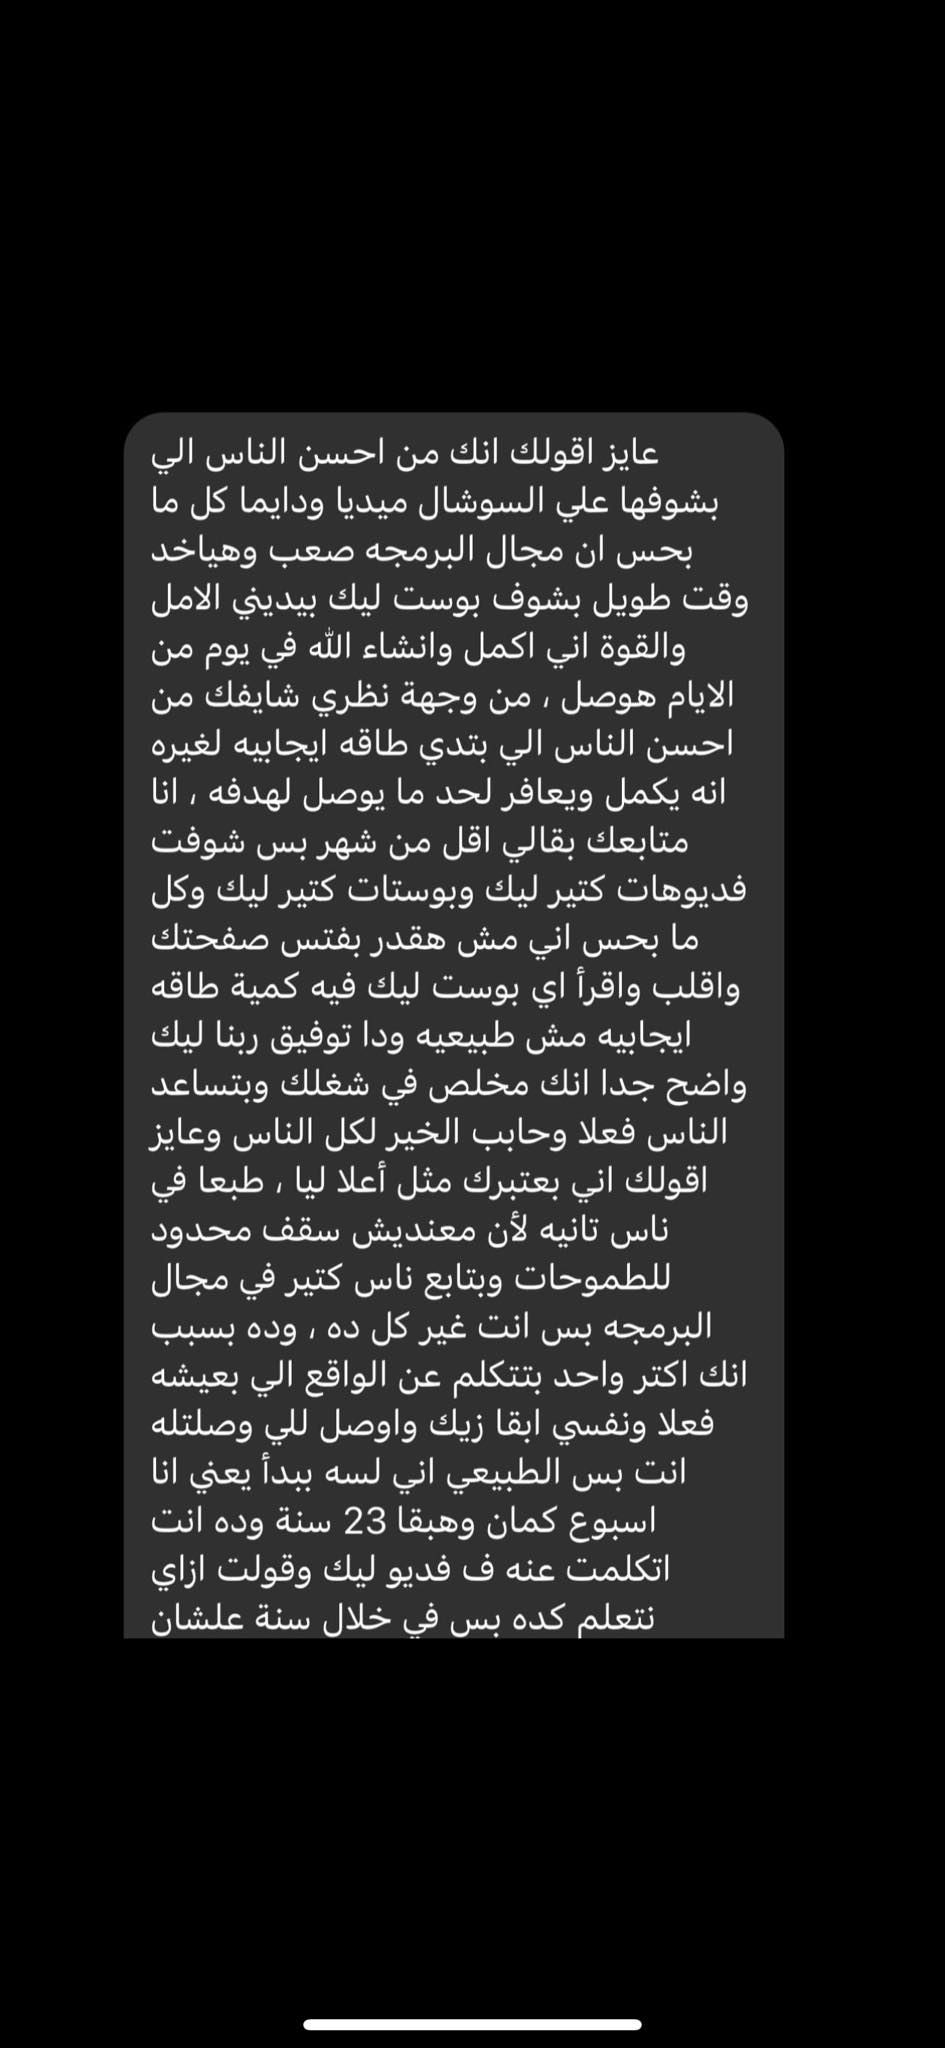 عايز اقولك انك من احسن الناس الي
بشوفها علي السوشال ميديا ودايما كل ما
بحس ان مجال البرمجه صعب وهياخد
وقت طويل بشوف بوست ليك بيديني الامل
والقوة اني اكمل وانشاء الله في يوم من
الايام هوصل ، من وجهة نظري شايفك من
احسن الناس الي بتدي طاقه ايجابيه لغيره
انه يكمل ويعافر لحد ما يوصل لهدفه ، انا
متابعك بقالي اقل من شهر بس شوفت
فديوهات كتير ليك وبوستات كتير ليك وكل
ما بحس اني مش هقدر بفتس صفحتك
واقلب واقرأ اي بوست ليك فيه كمية طاقه
ايجابيه مش طبيعيه ودا توفيق ربنا ليك
واضح جدا انك مخلص في شغلك وبتساعد
الناس فعلا وحابب الخير لكل الناس وعايز
اقولك اني بعتبرك مثل أعلا ليا ، طبعا في
ناس تانيه لأن معنديش سقف محدود
للطموحات وبتابع ناس كتير في مجال
البرمجه بس انت غير كل ده ، وده بسبب
انك اكتر واحد بتتكلم عن الواقع الي بعيشه
فعلا ونفسي ابقا زيك واوصل للي وصلتله
انت بس الطبيعي اني لسه ببدأ يعني انا
اسبوع كمان وهبقا 23 سنة وده انت
اتكلمت عنه ف فديو ليك وقولت ازاي
نتعلم كده بس في خلال سنة علشان